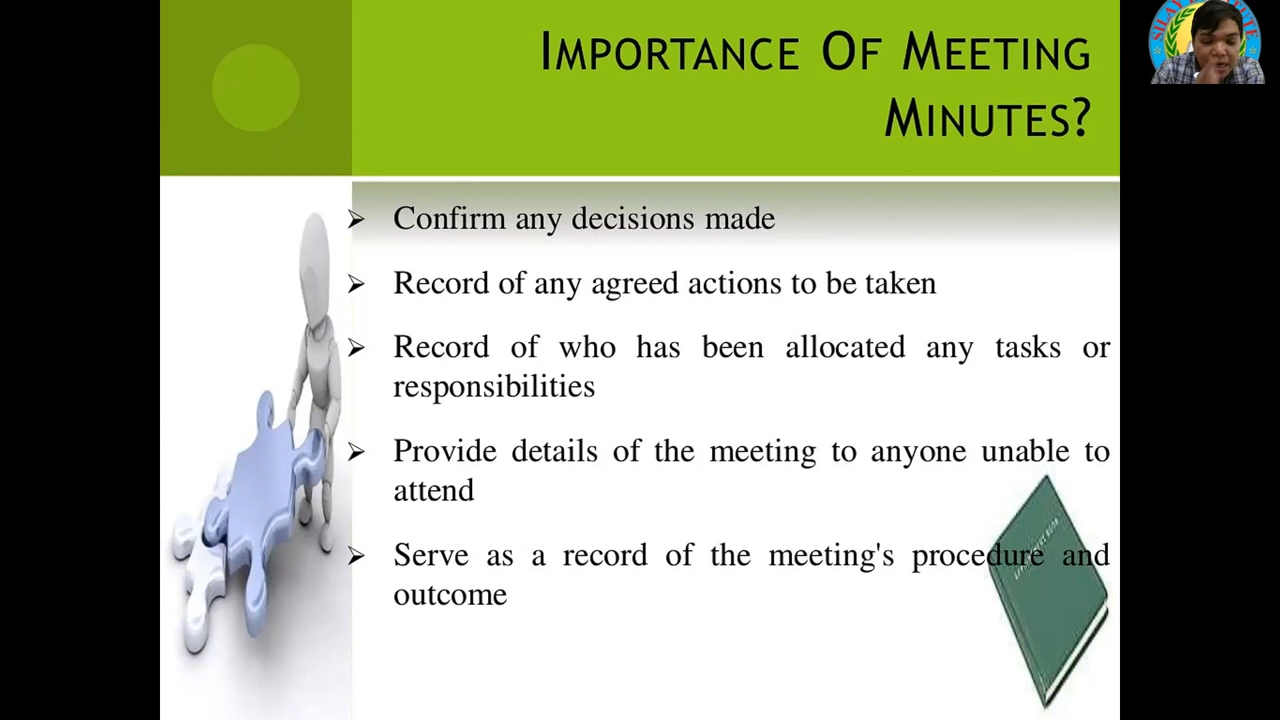 IMPORTANCE OF MEETING
MINUTES?
➢ Confirm any decisions made
➢ Record of any agreed actions to be taken
➢ Record of who has been allocated any tasks or
responsibilities
➢ Provide details of the meeting to anyone unable to
attend
➢ Serve as a record of the meeting's procedure and
outcome